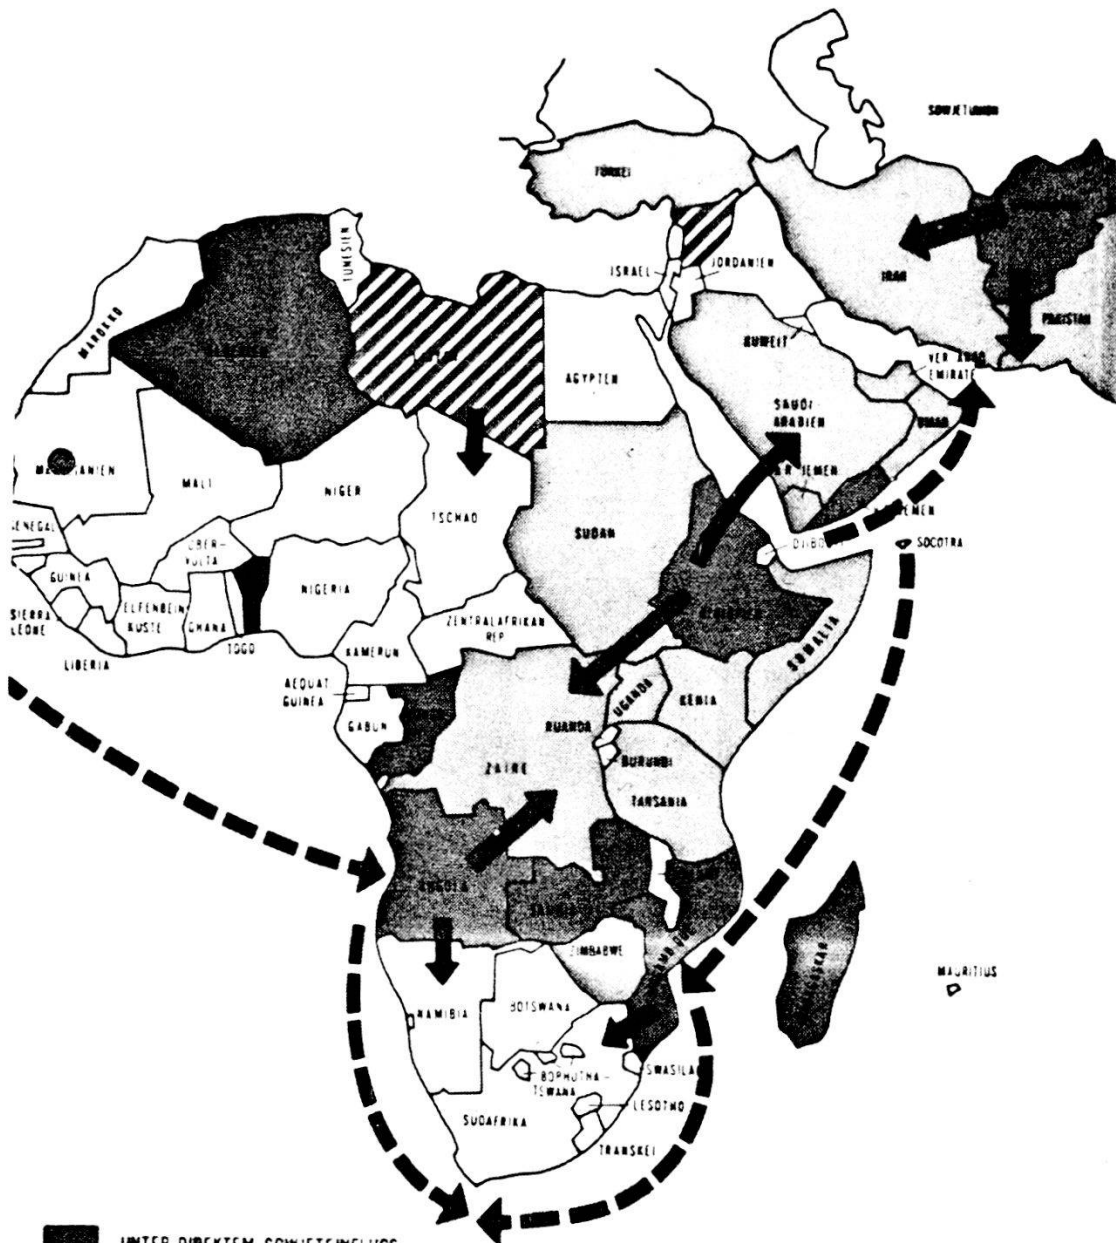 SOWJETUNION
TÜRKEI
TUNESIEN
ISRAEL
JORDANIEN
IRAN
PAKISTAN
MAROKKO
KUWEIT
VER ARAB
EMIRATE
ÄGYPTEN
SAUDI-
ARABIEN
OMAN
MALI
NIGER
TSCHAD
SUDAN
A R JEMEN
SOCOTRA
SENEGAL
OBER-
VOLTA
GUINEA
NIGERIA
SIERRA
LEONE
ELFENBEIN
KÜSTE
GHANA
ZENTRALAFRIKAN
REP.
SOMALIA
TOGO
KAMERUN
LIBERIA
AEQUAT
GUINEA
UGANDA
KENIA
GABUN
RUANDA
ZAIRE
BURUNDI
TANSANIA
ANGOLA
ZIMBABWE
MAURITIUS
NAMIBIA
BOTSWANA
BOPHUTHA-
TSWANA
LESOTHO
SÜDAFRIKA
TRANSKEI
UNTER DIREKTEM SOWJETEINFLUSS